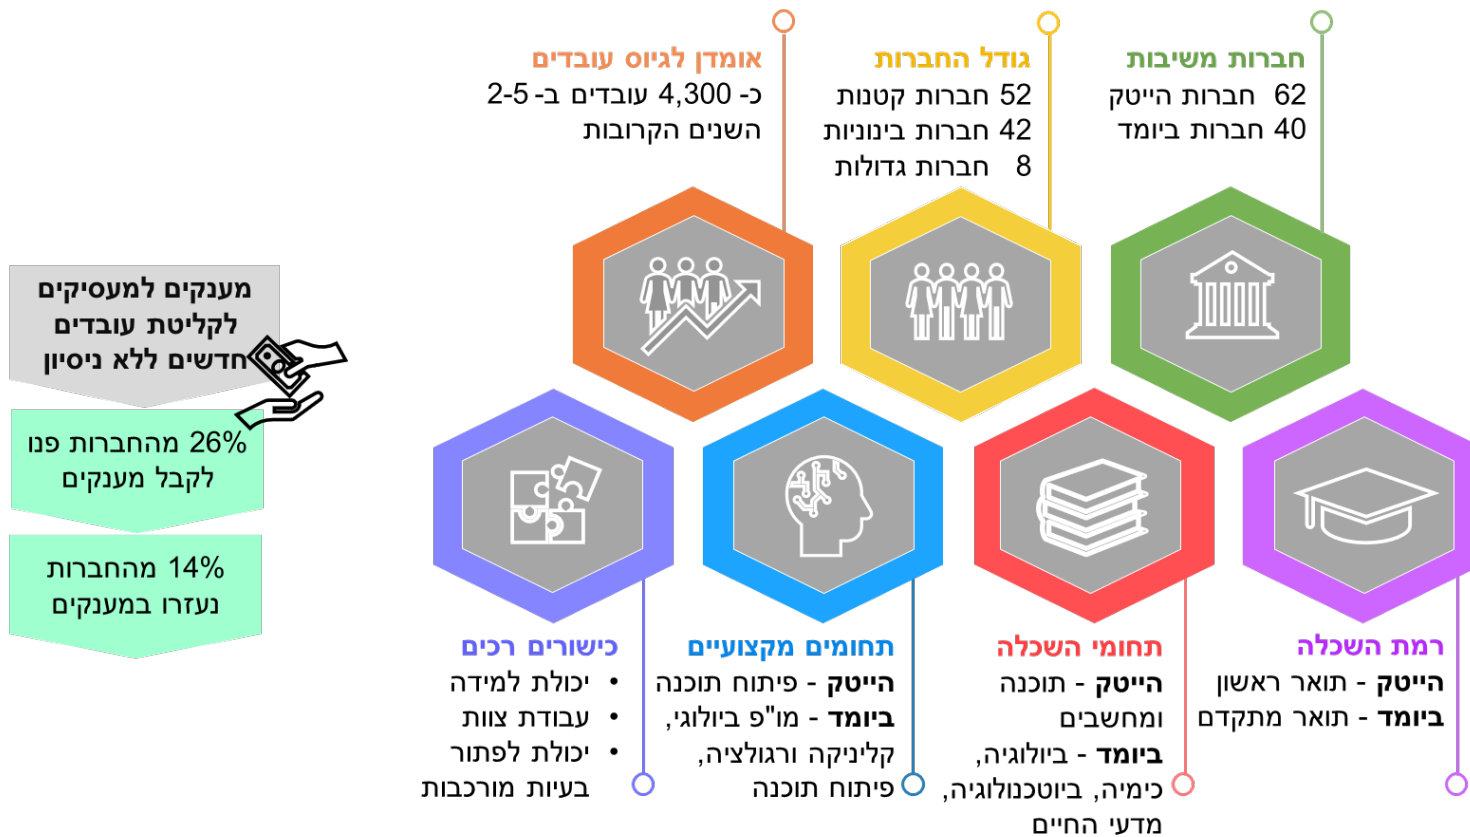 חברות משיבות
62 חברות הייטק
40 חברות ביומד
גודל החברות
52 חברות קטנות
42 חברות בינוניות
8 חברות גדולות
אומדן לגיוס עובדים
כ- 4,300 עובדים ב- 2-5
השנים הקרובות
מענקים למעסיקים
לקליטת עובדים
חדשים ללא ניסיון
26% מהחברות פנו
לקבל מענקים
14% מהחברות
נעזרו במענקים
רמת השכלה
הייטק - תואר ראשון
ביומד - תואר מתקדם
תחומי השכלה
הייטק - תוכנה
ומחשבים
ביומד - ביולוגיה,
כימיה, ביוטכנולוגיה,
מדעי החיים
תחומים מקצועיים
הייטק - פיתוח תוכנה
ביומד - מו"פ ביולוגי,
קליניקה ורגולציה,
פיתוח תוכנה
כישורים רכים
• יכולת למידה
• עבודת צוות
• יכולת לפתור
בעיות מורכבות